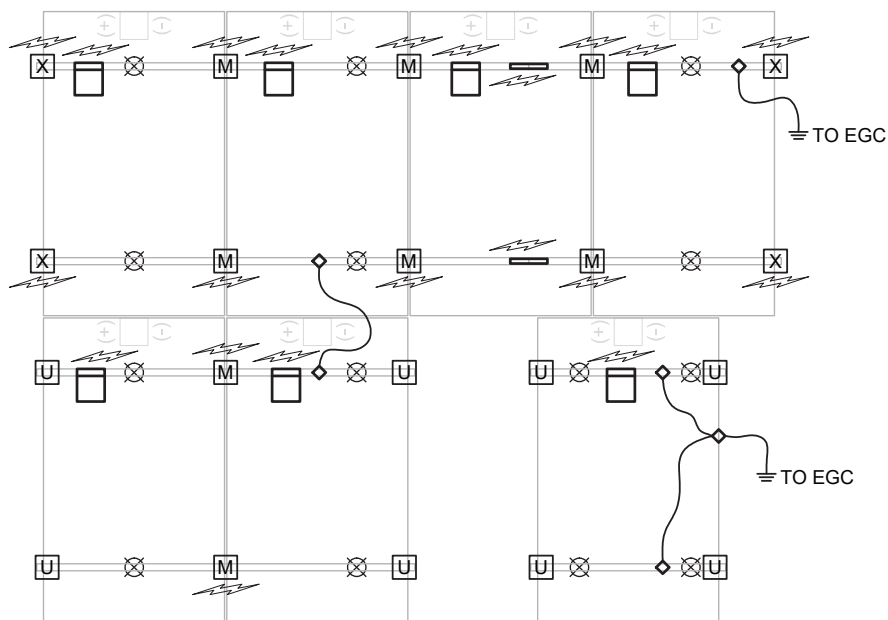 (+) (-) (+) (-) (+) (-) (+) (-)
X M M M X
TO EGC
X M M M X
(+) (-) (+) (-) (+) (-)
U M U U U
TO EGC
U M U U U